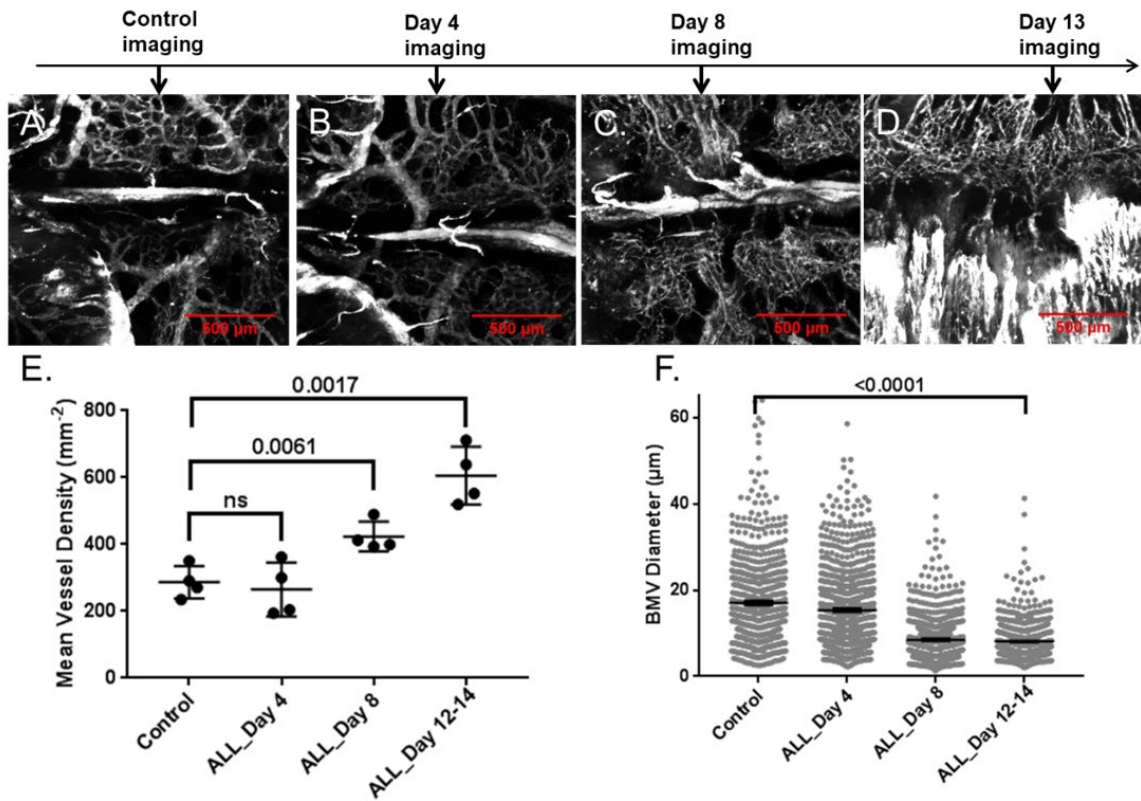 Control
imaging
Day 4
imaging
Day 8
imaging
Day 13
imaging
A
B
C.
D
500 µm
500 µm
500 µm
500 µm
E.
0.0017
0.0061
ns
Mean Vessel Density (mm-2)
800
600
400
200
0
Control
ALL_Day 4
ALL_Day 8
ALL_Day 12-14
F.
<0.0001
BMV Diameter (µm)
60
40
20
0
Control
ALL_Day 4
ALL_Day 8
ALL_Day 12-14